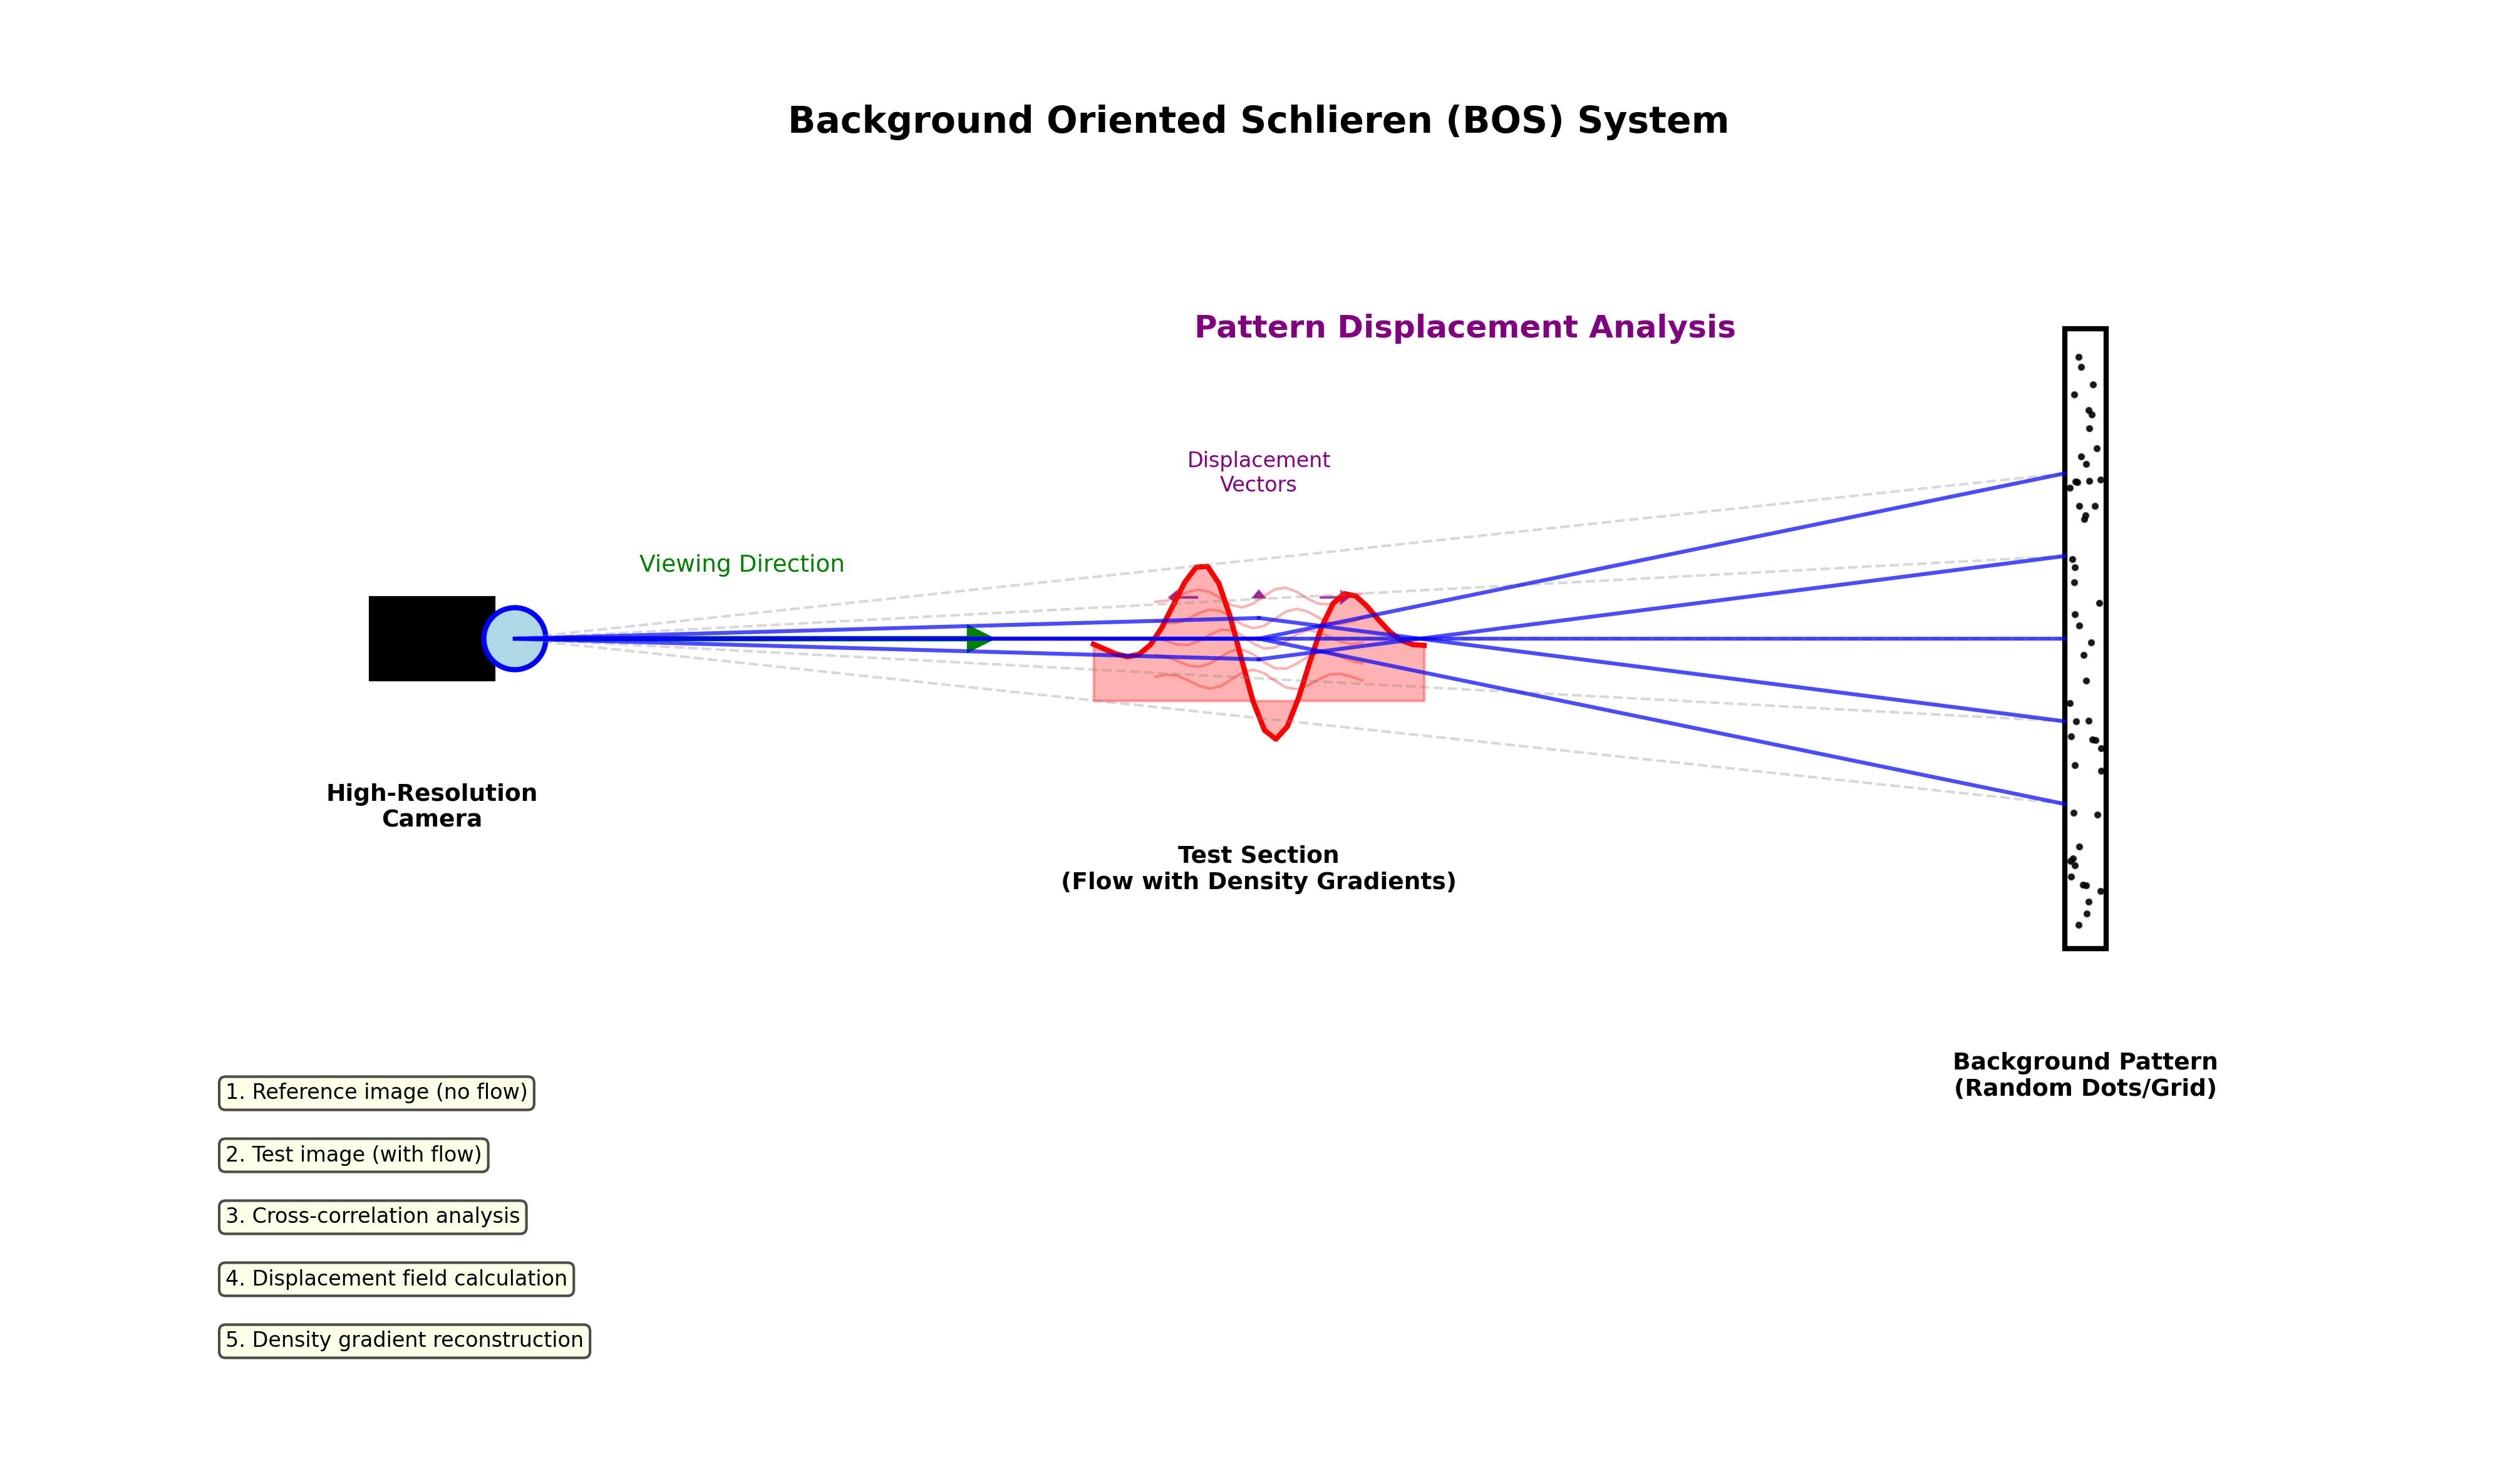 Background Oriented Schlieren (BOS) System
Pattern Displacement Analysis
Displacement
Vectors
Viewing Direction
High-Resolution
Camera
Test Section
(Flow with Density Gradients)
Background Pattern
(Random Dots/Grid)
1. Reference image (no flow)
2. Test image (with flow)
3. Cross-correlation analysis
4. Displacement field calculation
5. Density gradient reconstruction